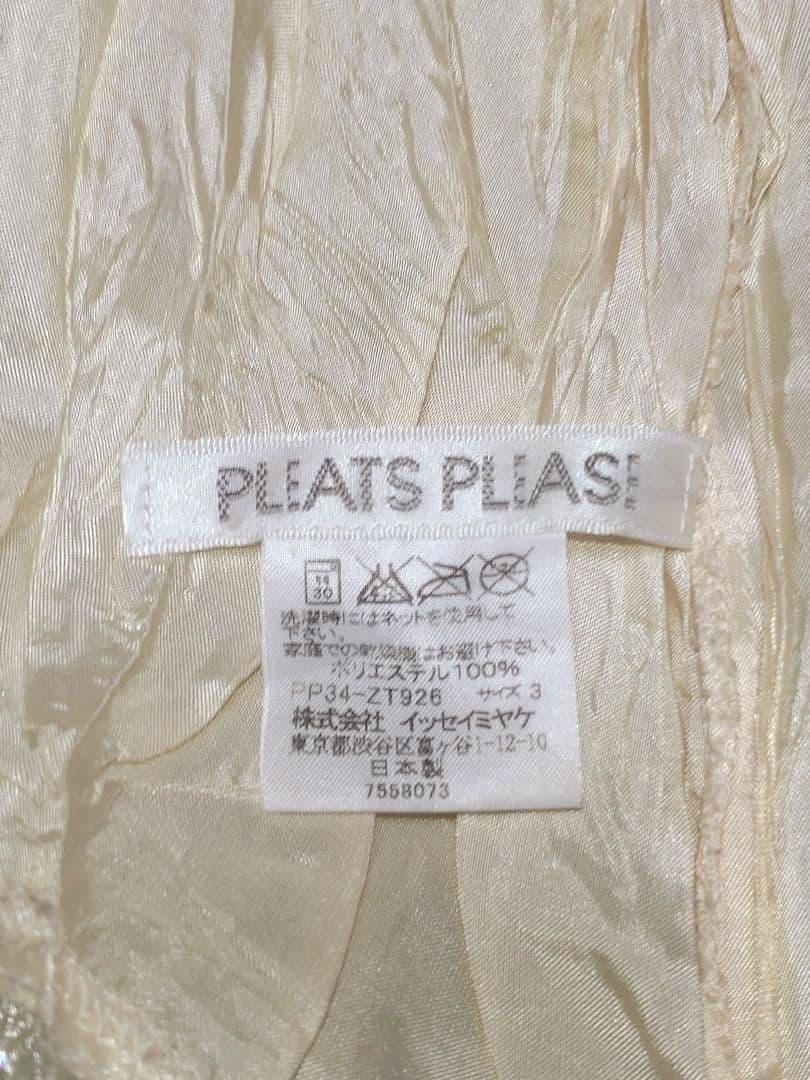 PLEATS PLEASE
洗濯時にはネットを使用して
下さい。
家庭での乾燥機はお避け下さい。
ポリエステル100%
PP34-ZT926 サイズ 3
株式会社 イッセイミヤケ
東京都渋谷区富ヶ谷1-12-10
日本製
7558073